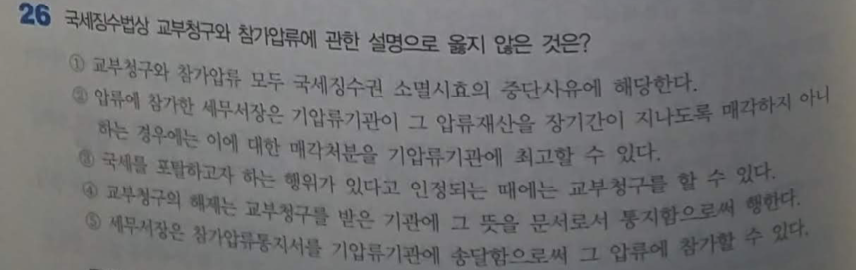 26 국세징수법상 교부청구와 참가압류에 관한 설명으로 옳지 않은 것은?
① 교부청구와 참가압류 모두 국세징수권 소멸시효의 중단사유에 해당한다.
② 압류에 참가한 세무서장은 기압류기관이 그 압류재산을 장기간이 지나도록 매각하지 아니
하는 경우에는 이에 대한 매각처분을 기압류기관에 최고할 수 있다.
③ 국세를 포탈하고자 하는 행위가 있다고 인정되는 때에는 교부청구를 할 수 있다.
④ 교부청구의 해제는 교부청구를 받은 기관에 그 뜻을 문서로서 통지함으로써 행한다.
⑤ 세무서장은 참가압류통지서를 기압류기관에 송달함으로써 그 압류에 참가할 수 있다.